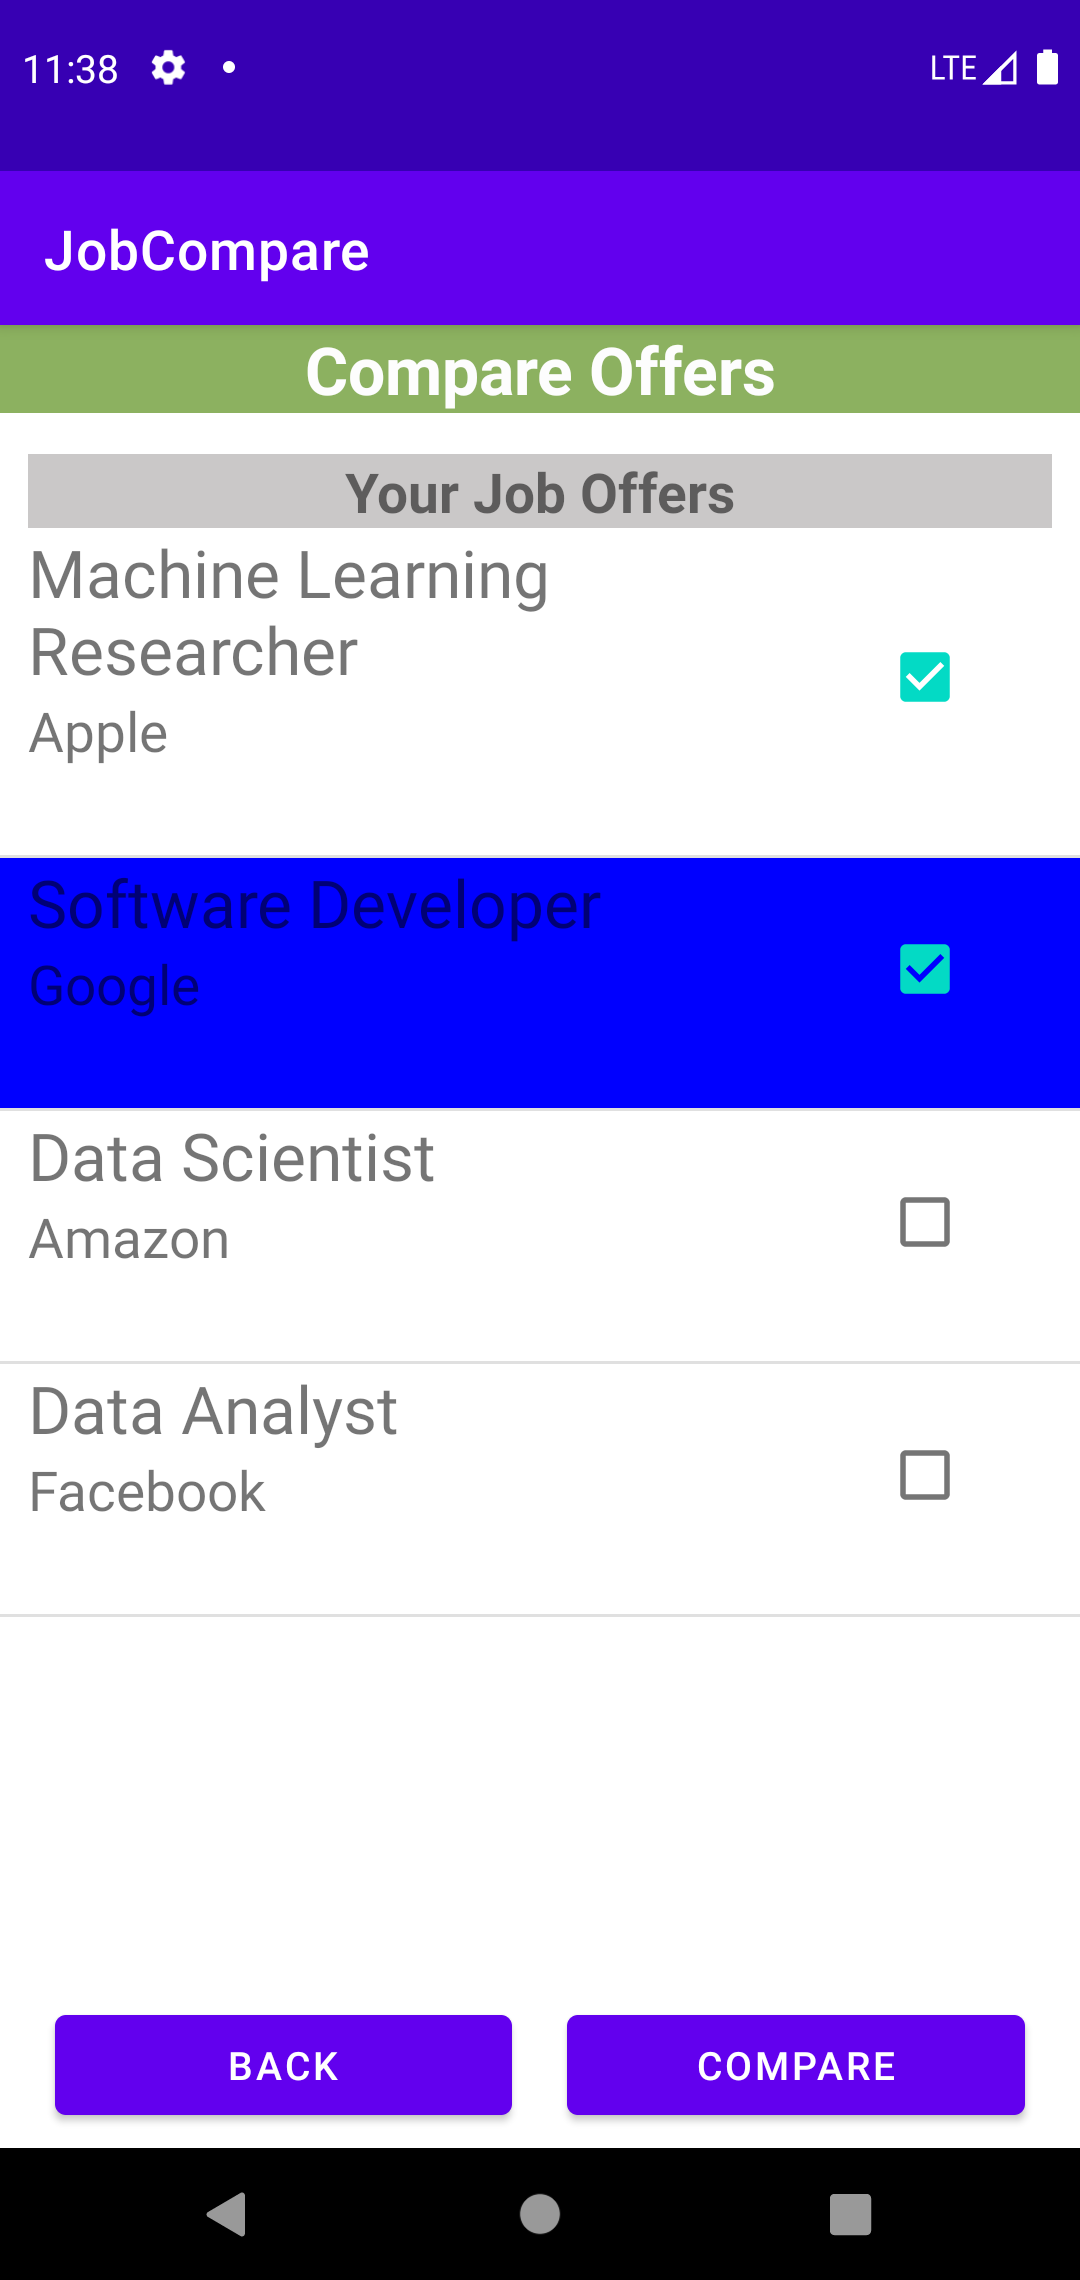 11:38
LTE
JobCompare
Compare Offers
Your Job Offers
Machine Learning
Researcher
Apple
Software Developer
Google
Data Scientist
Amazon
Data Analyst
Facebook
BACK
COMPARE